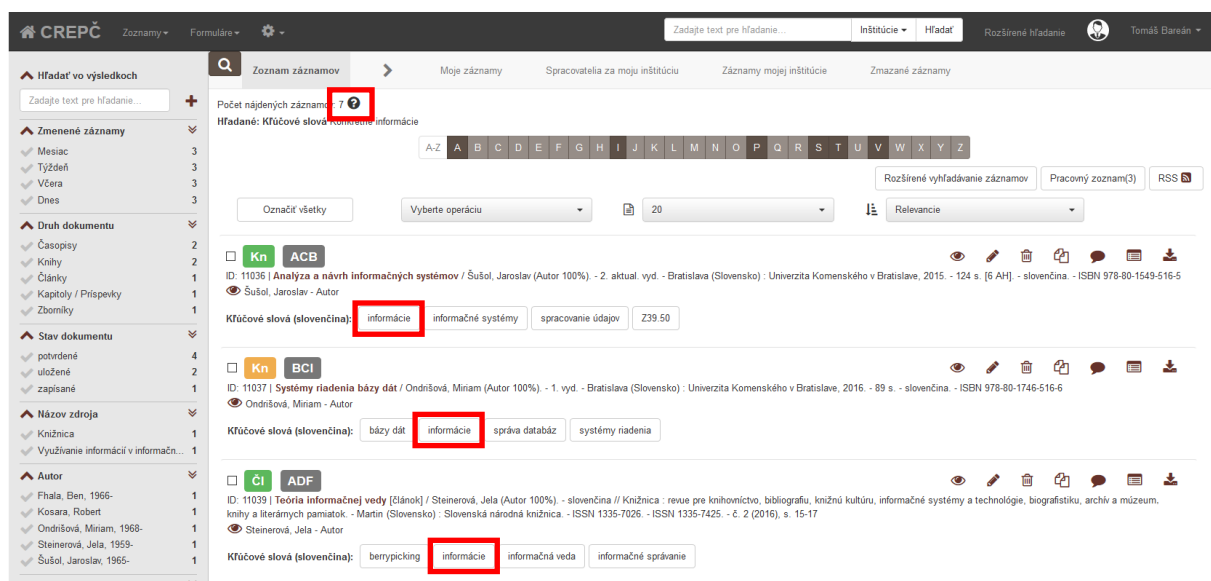 CREPČ Zoznamy Formuláre Zadajte text pre hľadanie... Inštitúcie Hľadať Rozšírené hľadanie Tomáš Bareán
Hľadať vo výsledkoch
Zadajte text pre hľadanie...
Zmenené záznamy
Mesiac 3
Týždeň 3
Včera 3
Dnes 3
Druh dokumentu
Časopisy 2
Knihy 2
Články 1
Kapitoly / Príspevky 1
Zborníky 1
Stav dokumentu
potvrdené 4
uložené 2
zapísané 1
Názov zdroja
Knižnica 1
Využívanie informácií v informačn... 1
Autor
Fhala, Ben, 1966- 1
Kosara, Robert 1
Ondrišová, Miriam, 1968- 1
Steinerová, Jela, 1959- 1
Šušol, Jaroslav, 1965- 1
Zoznam záznamov Moje záznamy Spracovatelia za moju inštitúciu Záznamy mojej inštitúcie Zmazané záznamy
Počet nájdených záznamov: 7
Hľadané: Kľúčové slová Konkrétne informácie
A-Z A B C D E F G H I J K L M N O P Q R S T U V W X Y Z
Rozšírené vyhľadávanie záznamov Pracovný zoznam(3) RSS
Označiť všetky Vyberte operáciu 20 Relevancie
Kn ACB
ID: 11036 | Analýza a návrh informačných systémov / Šušol, Jaroslav (Autor 100%). - 2. aktual. vyd. - Bratislava (Slovensko) : Univerzita Komenského v Bratislave, 2015. - 124 s. [6 AH]. - slovenčina. - ISBN 978-80-1549-516-5
Šušol, Jaroslav - Autor
Kľúčové slová (slovenčina): informácie informačné systémy spracovanie údajov Z39.50
Kn BCI
ID: 11037 | Systémy riadenia bázy dát / Ondrišová, Miriam (Autor 100%). - 1. vyd. - Bratislava (Slovensko) : Univerzita Komenského v Bratislave, 2016. - 89 s. - slovenčina. - ISBN 978-80-1746-516-6
Ondrišová, Miriam - Autor
Kľúčové slová (slovenčina): bázy dát informácie správa databáz systémy riadenia
Čl ADF
ID: 11039 | Teória informačnej vedy [článok] / Steinerová, Jela (Autor 100%). - slovenčina // Knižnica : revue pre knihovníctvo, bibliografiu, knižnú kultúru, informačné systémy a technológie, biografistiku, archív a múzeum.
knihy a literárnych pamiatok. - Martin (Slovensko) : Slovenská národná knižnica. - ISSN 1335-7026. - ISSN 1335-7425. - č. 2 (2016), s. 15-17
Steinerová, Jela - Autor
Kľúčové slová (slovenčina): berrypicking informácie informačná veda informačné správanie